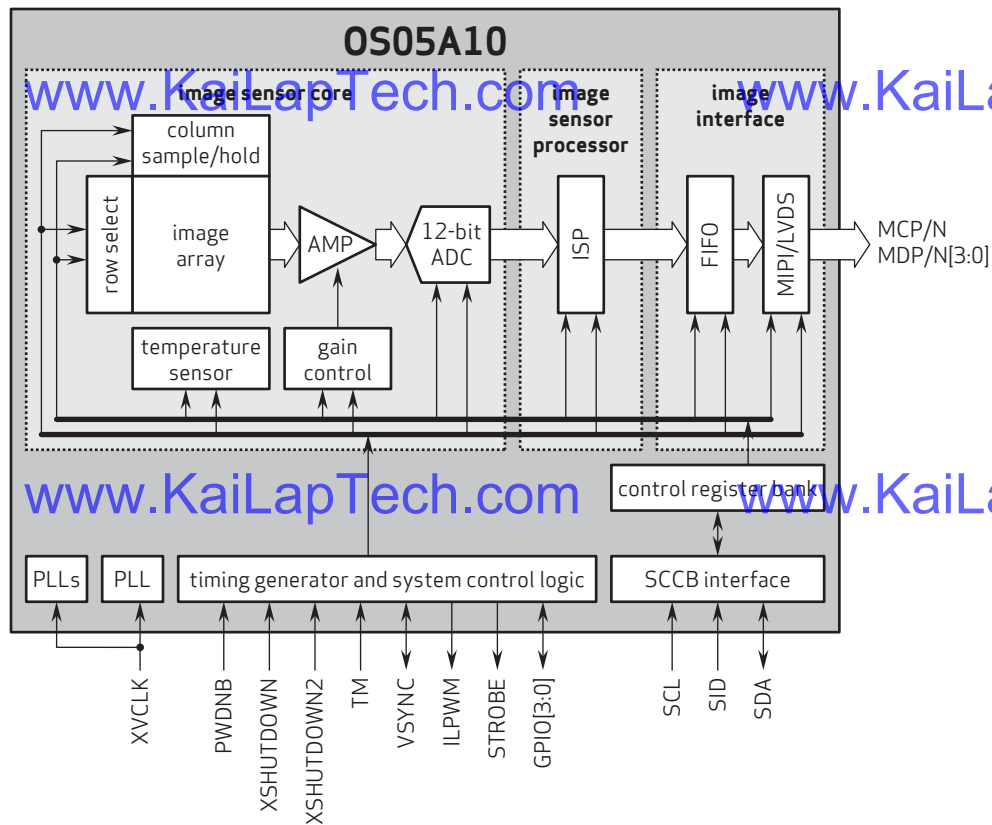 OS05A10
www.KaiLapTech.com
www.KaiLa
image sensor core
image
sensor
processor
image
interface
column
sample/hold
row select
image
array
AMP
12-bit
ADC
ISP
FIFO
MIPI/LVDS
MCP/N
MDP/N[3:0]
temperature
sensor
gain
control
www.KaiLapTech.com
www.KaiLa
control register bank
PLLs
PLL
timing generator and system control logic
SCCB interface
XVCLK
PWDNB
XSHUTDOWN
XSHUTDOWN2
TM
VSYNC
ILPWM
STROBE
GPIO[3:0]
SCL
SID
SDA